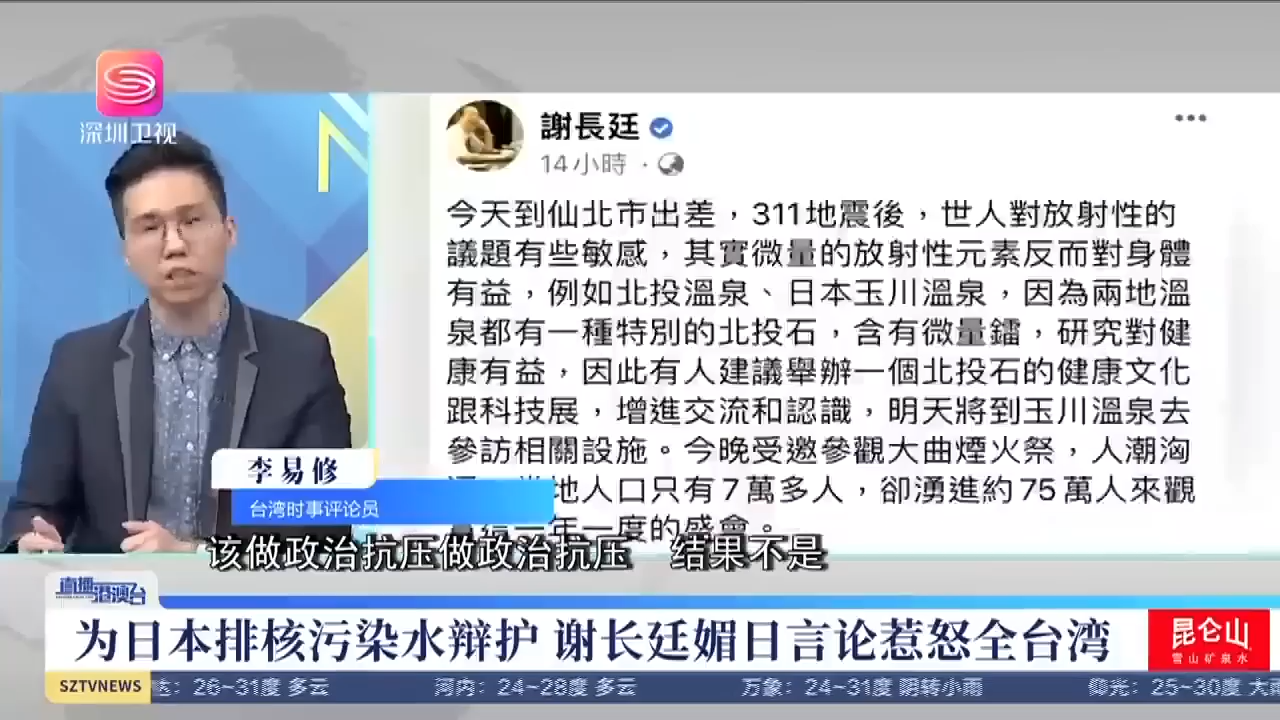 深圳卫视
謝長廷
14小時
今天到仙北市出差，311地震後，世人對放射性的
議題有些敏感，其實微量的放射性元素反而對身體
有益，例如北投溫泉、日本玉川溫泉，因為兩地溫
泉都有一種特別的北投石，含有微量鐳，研究對健
康有益，因此有人建議舉辦一個北投石的健康文化
跟科技展，增進交流和認識，明天將到玉川溫泉去
參訪相關設施。今晚受邀參觀大曲煙火祭，人潮洶
地人口只有7萬多人，卻湧進約75萬人來觀
一年一度的盛會。
李易修
台湾时事评论员
该做政治抗压做政治抗压 结果不是
直播港澳台
为日本排核污染水辩护 谢长廷媚日言论惹怒全台湾
昆仑山
雪山矿泉水
SZTVNEWS
26~31度 多云 河内：24~28度 多云 万象：24~31度 阴转小雨 25~30度